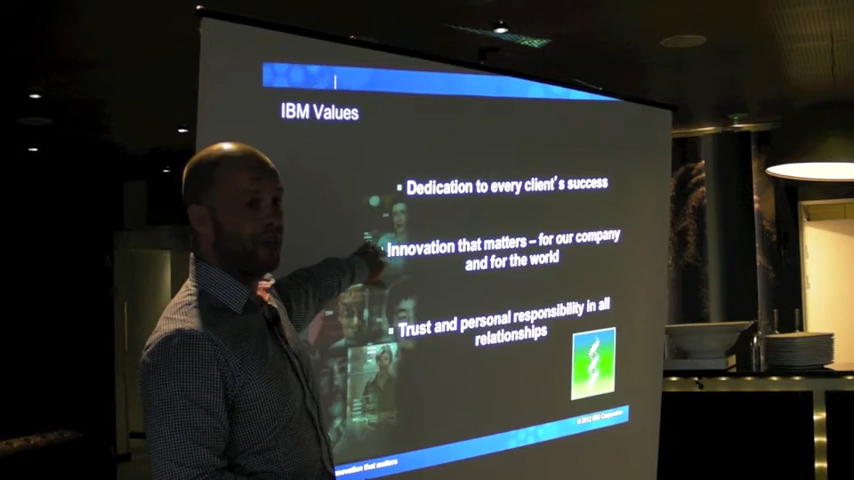 IBM Values
▪ Dedication to every client's success
Innovation that matters – for our company
and for the world
▪ Trust and personal responsibility in all
relationships
© 2012 IBM Corporation
novation that matters